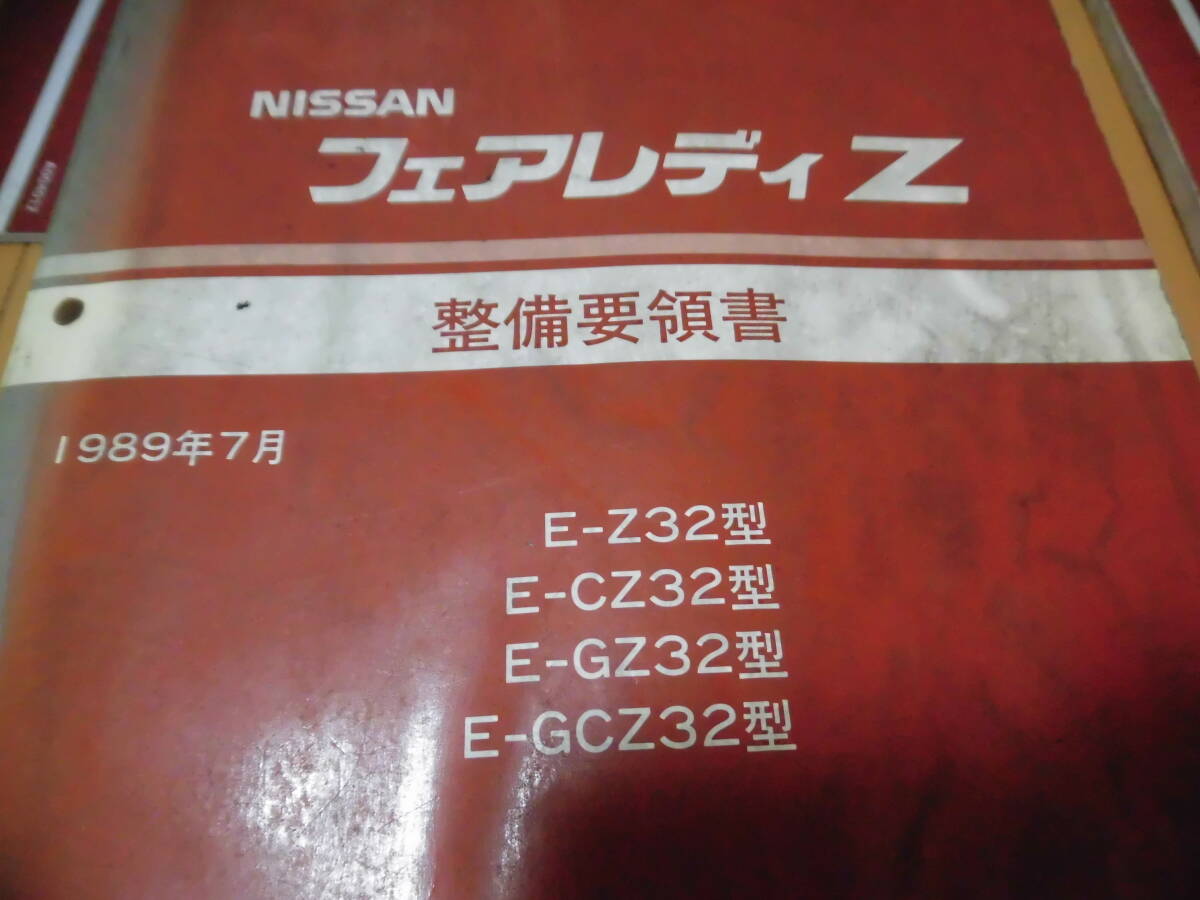 NISSAN
フェアレディZ
整備要領書
1989年7月
E-Z32型
E-CZ32型
E-GZ32型
E-GCZ32型